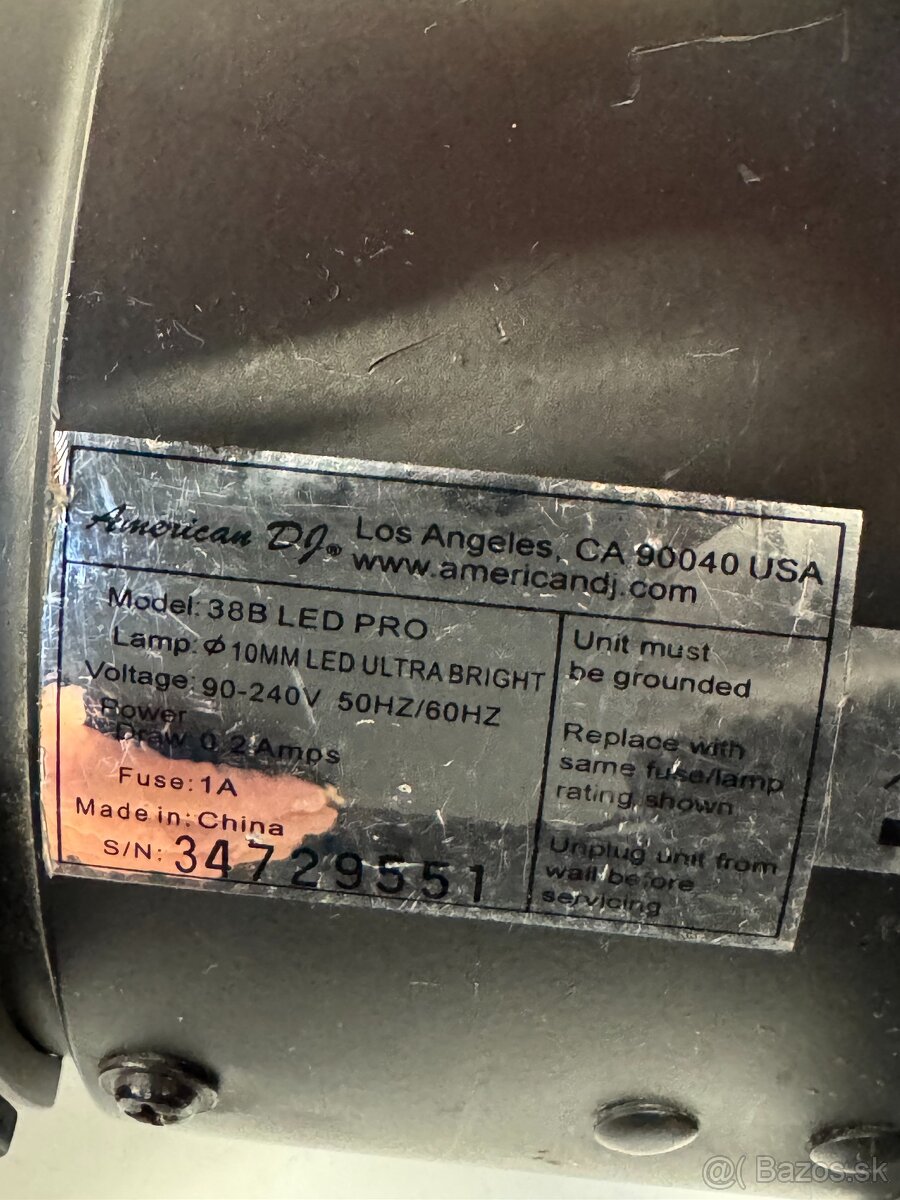 American DJ® Los Angeles, CA 90040 USA
www.americandj.com
Model: 38B LED PRO
Lamp: Φ 10MM LED ULTRA BRIGHT
Voltage: 90-240V 50HZ/60HZ
Power
Draw: 0.2 Amps
Fuse: 1A
Made in: China
S/N: 34729551
Unit must
be grounded
Replace with
same fuse/lamp
rating shown
Unplug unit from
wall before
servicing
@( Bazos.sk